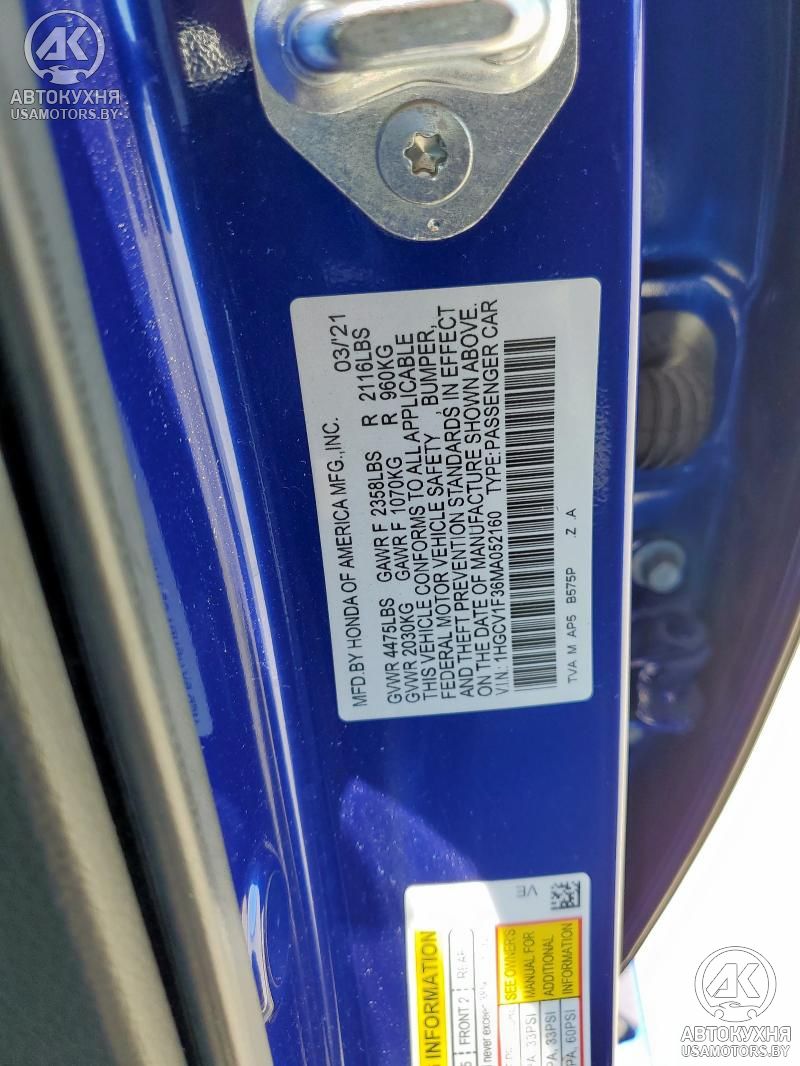 AK
АВТОКУХНЯ
USAMOTORS.BY
MFD.BY HONDA OF AMERICA MFG.,INC. 03/'21
GVWR 4475LBS GAWR F 2358LBS R 2116LBS
GVWR 2030KG GAWR F 1070KG R 960KG
THIS VEHICLE CONFORMS TO ALL APPLICABLE
FEDERAL MOTOR VEHICLE SAFETY , BUMPER,
AND THEFT PREVENTION STANDARDS IN EFFECT
ON THE DATE OF MANUFACTURE SHOWN ABOVE.
V.I.N.: 1HGCV1F36MA052160 TYPE:PASSENGER CAR
TVA M AP5 B575P .Z A
INFORMATION
FRONT 2 REAR
never exceed
SEE OWNER'S
MANUAL FOR
ADDITIONAL
INFORMATION
33PSI
33PSI
60PSI
AK
АВТОКУХНЯ
USAMOTORS.BY